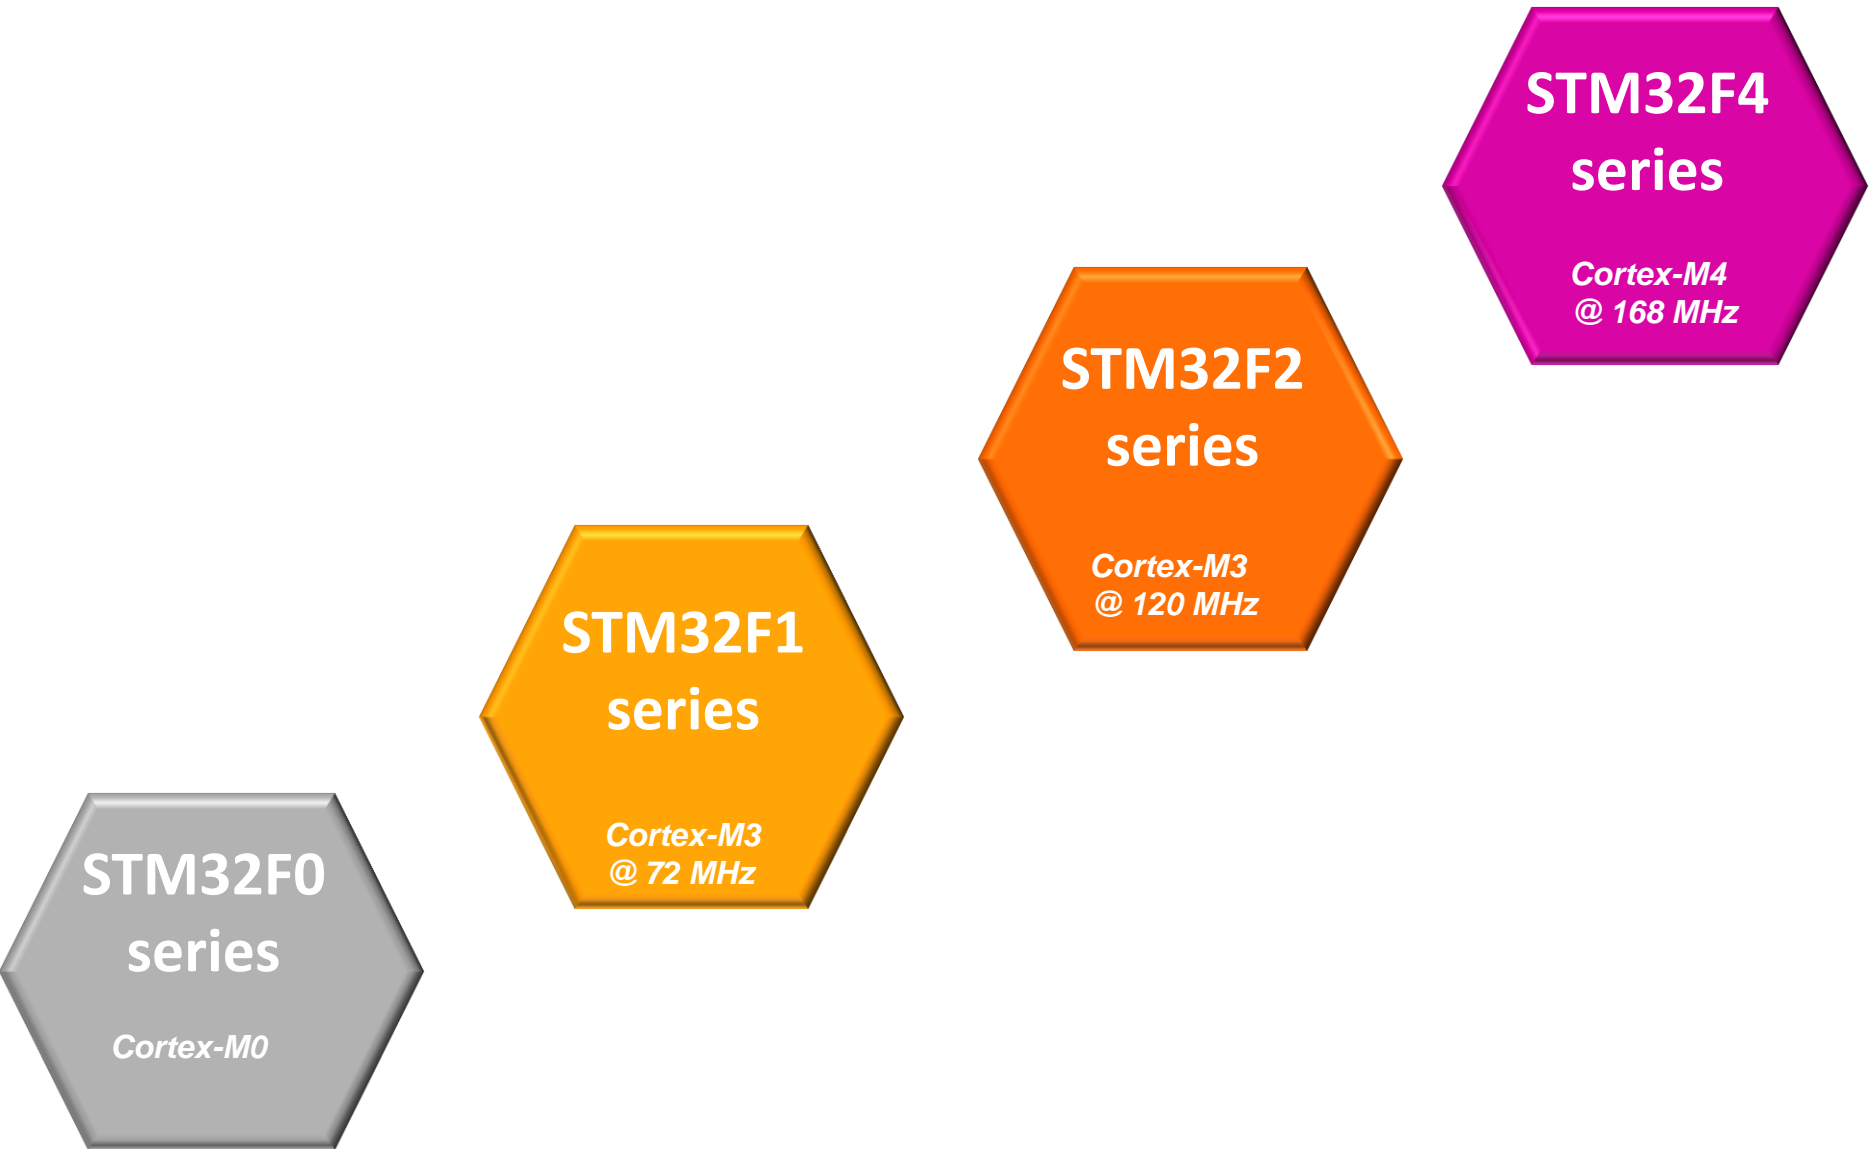 STM32F4
series
Cortex-M4
@ 168 MHz
STM32F2
series
Cortex-M3
@ 120 MHz
STM32F1
series
Cortex-M3
@ 72 MHz
STM32F0
series
Cortex-M0